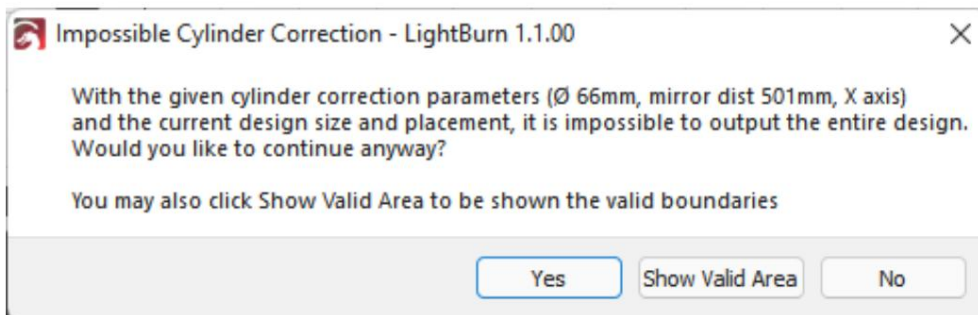 Impossible Cylinder Correction - LightBurn 1.1.00
With the given cylinder correction parameters (Ø 66mm, mirror dist 501mm, X axis)
and the current design size and placement, it is impossible to output the entire design.
Would you like to continue anyway?
You may also click Show Valid Area to be shown the valid boundaries
Yes Show Valid Area No